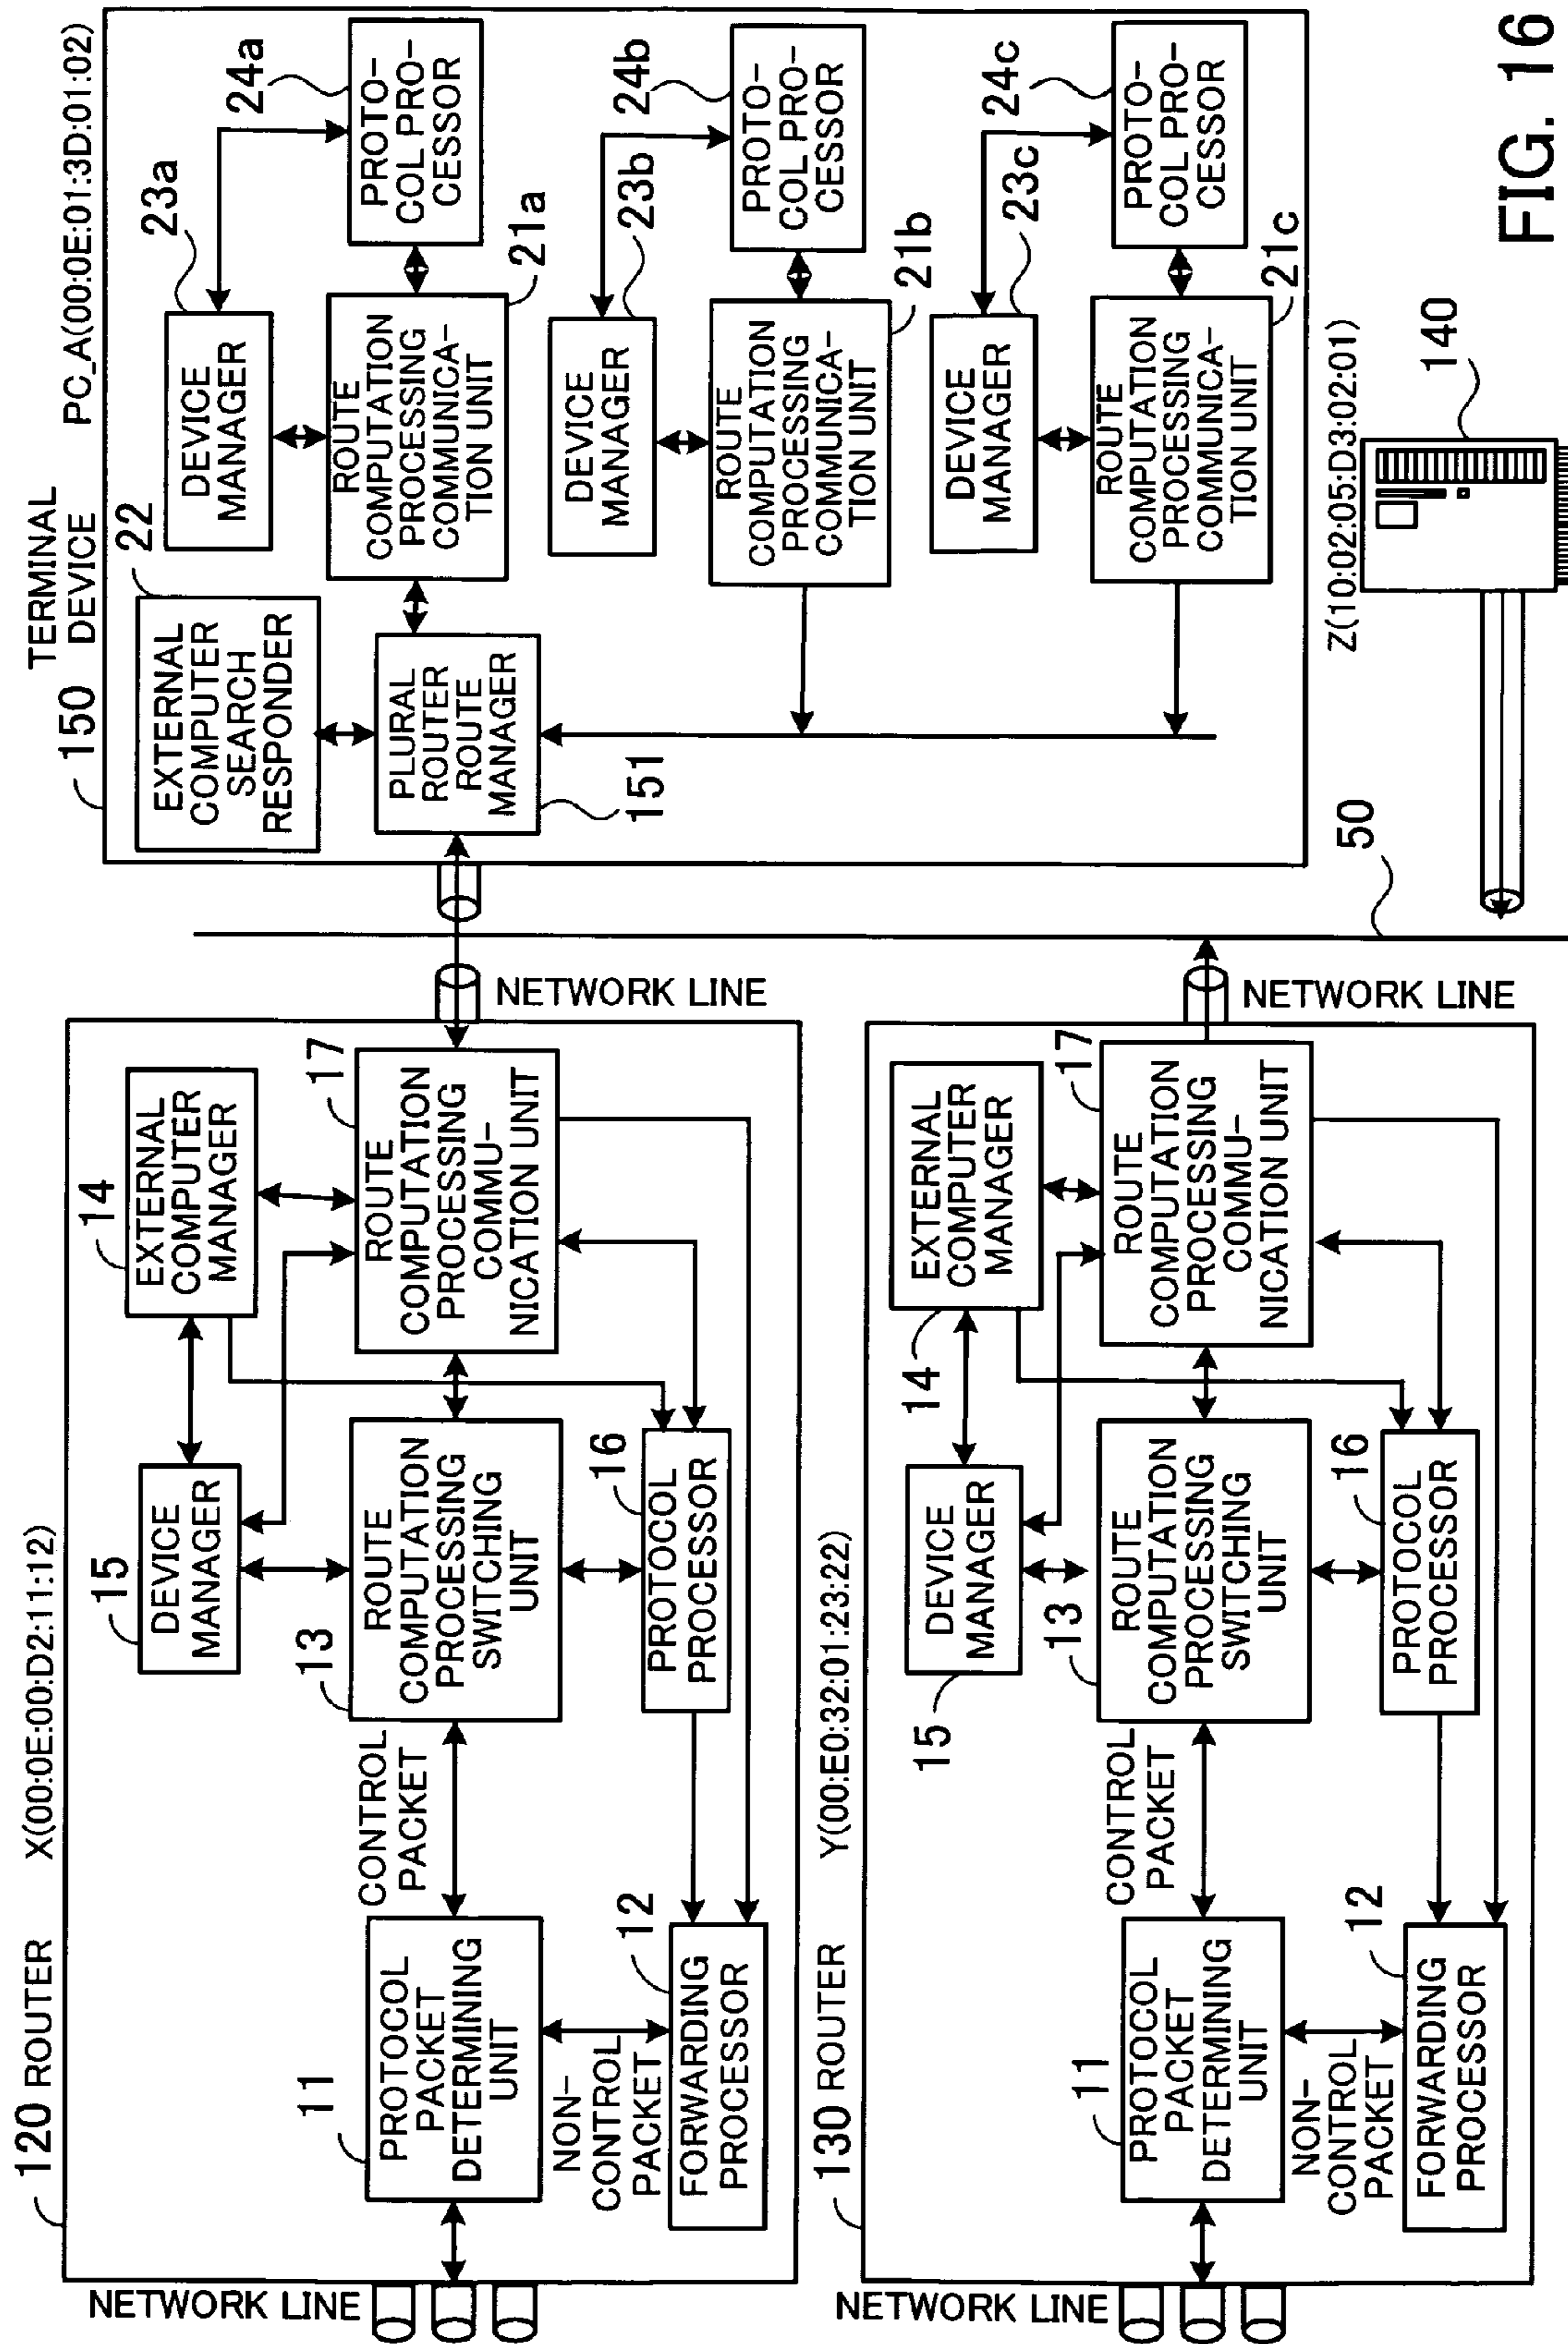 120 ROUTER
X(00:0E:00:D2:11:12)
NETWORK LINE
11
PROTOCOL
PACKET
DETERMINING
UNIT
CONTROL
PACKET
NON-
CONTROL
PACKET
12
FORWARDING
PROCESSOR
13
ROUTE
COMPUTATION
PROCESSING
SWITCHING
UNIT
15
DEVICE
MANAGER
14
EXTERNAL
COMPUTER
MANAGER
16
PROTOCOL
PROCESSOR
17
ROUTE
COMPUTATION
PROCESSING
COMMU-
NICATION UNIT
NETWORK LINE
130 ROUTER
Y(00:E0:32:01:23:22)
NETWORK LINE
11
PROTOCOL
PACKET
DETERMINING
UNIT
CONTROL
PACKET
NON-
CONTROL
PACKET
12
FORWARDING
PROCESSOR
13
ROUTE
COMPUTATION
PROCESSING
SWITCHING
UNIT
15
DEVICE
MANAGER
14
EXTERNAL
COMPUTER
MANAGER
16
PROTOCOL
PROCESSOR
17
ROUTE
COMPUTATION
PROCESSING
COMMU-
NICATION UNIT
NETWORK LINE
50
150
TERMINAL
DEVICE
PC_A(00:0E:01:3D:01:02)
22
EXTERNAL
COMPUTER
SEARCH
RESPONDER
PLURAL
ROUTER
ROUTE
MANAGER
151
23a
DEVICE
MANAGER
ROUTE
COMPUTATION
PROCESSING
COMMUNICA-
TION UNIT
21a
24a
PROTO-
COL PRO-
CESSOR
DEVICE
MANAGER
23b
ROUTE
COMPUTATION
PROCESSING
COMMUNICA-
TION UNIT
21b
24b
PROTO-
COL PRO-
CESSOR
DEVICE
MANAGER
23c
ROUTE
COMPUTATION
PROCESSING
COMMUNICA-
TION UNIT
21c
24c
PROTO-
COL PRO-
CESSOR
Z(10:02:05:D3:02:01)
140
FIG. 16